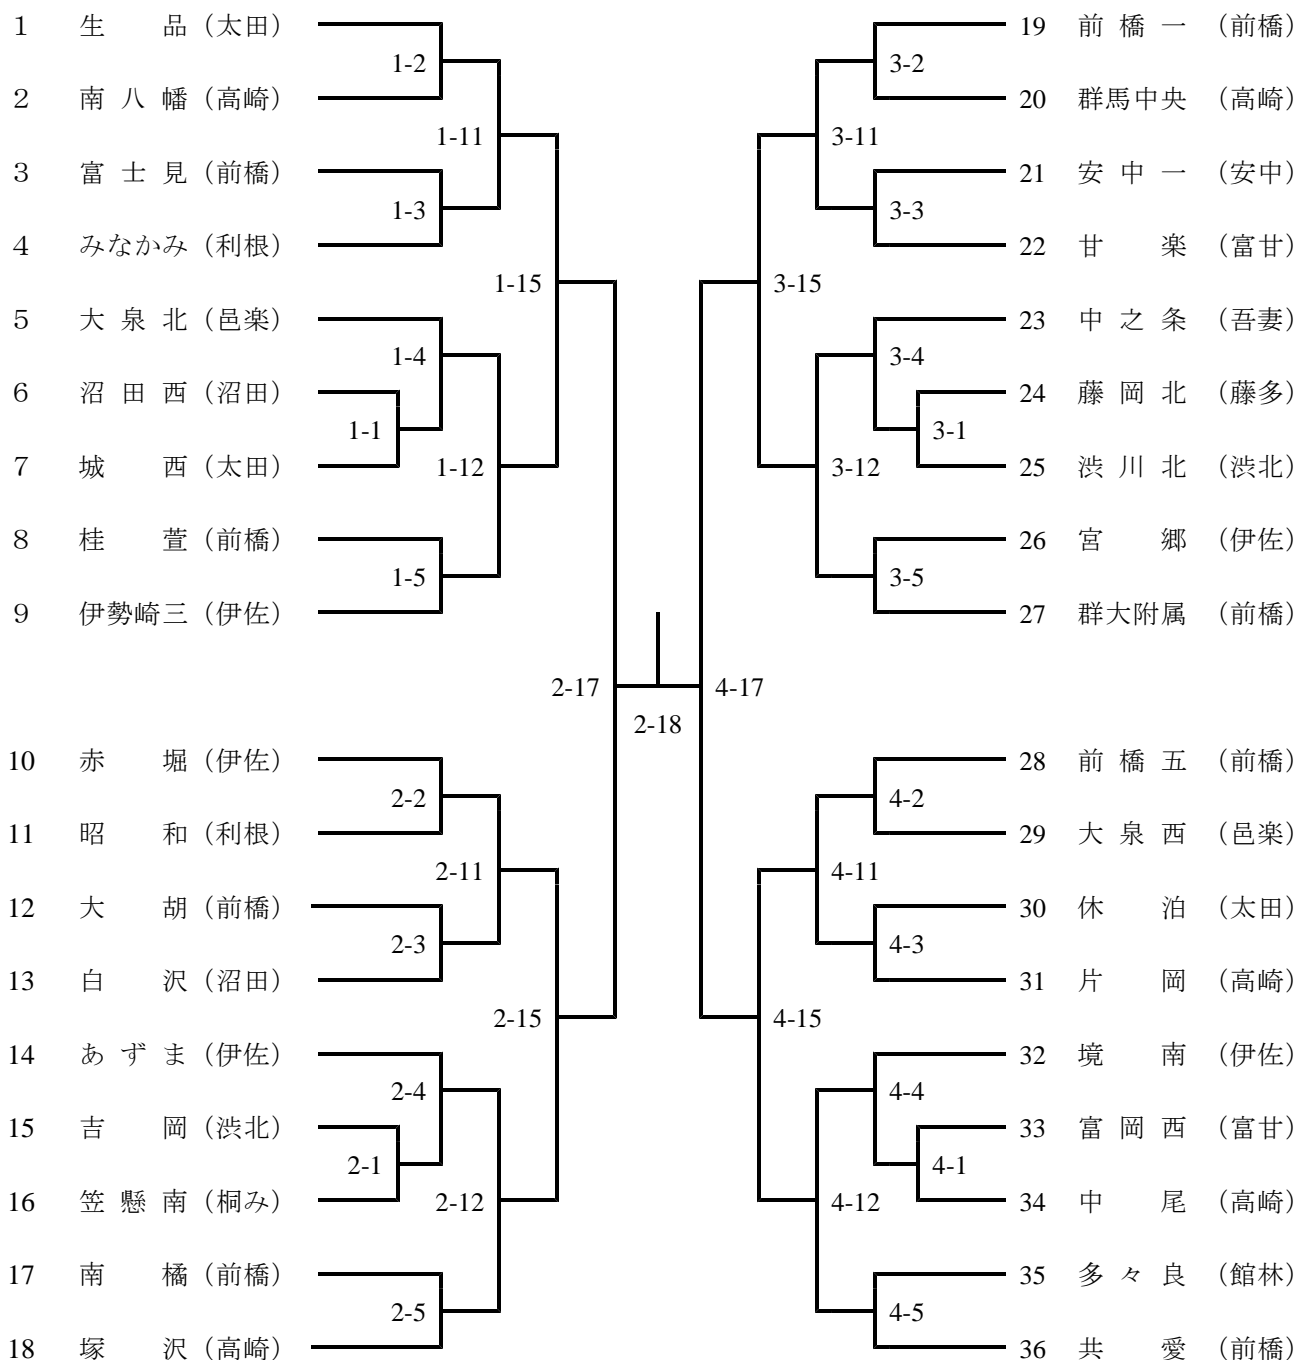 1 生 品 （太田）
1-2
2 南 八 幡 （高崎）
1-11
3 富 士 見 （前橋）
1-3
4 みなかみ （利根）
1-15
5 大 泉 北 （邑楽）
1-4
6 沼 田 西 （沼田）
1-1
7 城 西 （太田）
1-12
8 桂 萱 （前橋）
1-5
9 伊勢崎三 （伊佐）
2-17
10 赤 堀 （伊佐）
2-2
11 昭 和 （利根）
2-11
12 大 胡 （前橋）
2-3
13 白 沢 （沼田）
2-15
14 あ ず ま （伊佐）
2-4
15 吉 岡 （渋北）
2-1
16 笠 懸 南 （桐み）
2-12
17 南 橘 （前橋）
2-5
18 塚 沢 （高崎）
2-18
19 前 橋 一 （前橋）
3-2
20 群馬中央 （高崎）
3-11
21 安 中 一 （安中）
3-3
22 甘 楽 （富甘）
3-15
23 中 之 条 （吾妻）
3-4
24 藤 岡 北 （藤多）
3-1
25 渋 川 北 （渋北）
3-12
26 宮 郷 （伊佐）
3-5
27 群大附属 （前橋）
4-17
28 前 橋 五 （前橋）
4-2
29 大 泉 西 （邑楽）
4-11
30 休 泊 （太田）
4-3
31 片 岡 （高崎）
4-15
32 境 南 （伊佐）
4-4
33 富 岡 西 （富甘）
4-1
34 中 尾 （高崎）
4-12
35 多 々 良 （館林）
4-5
36 共 愛 （前橋）